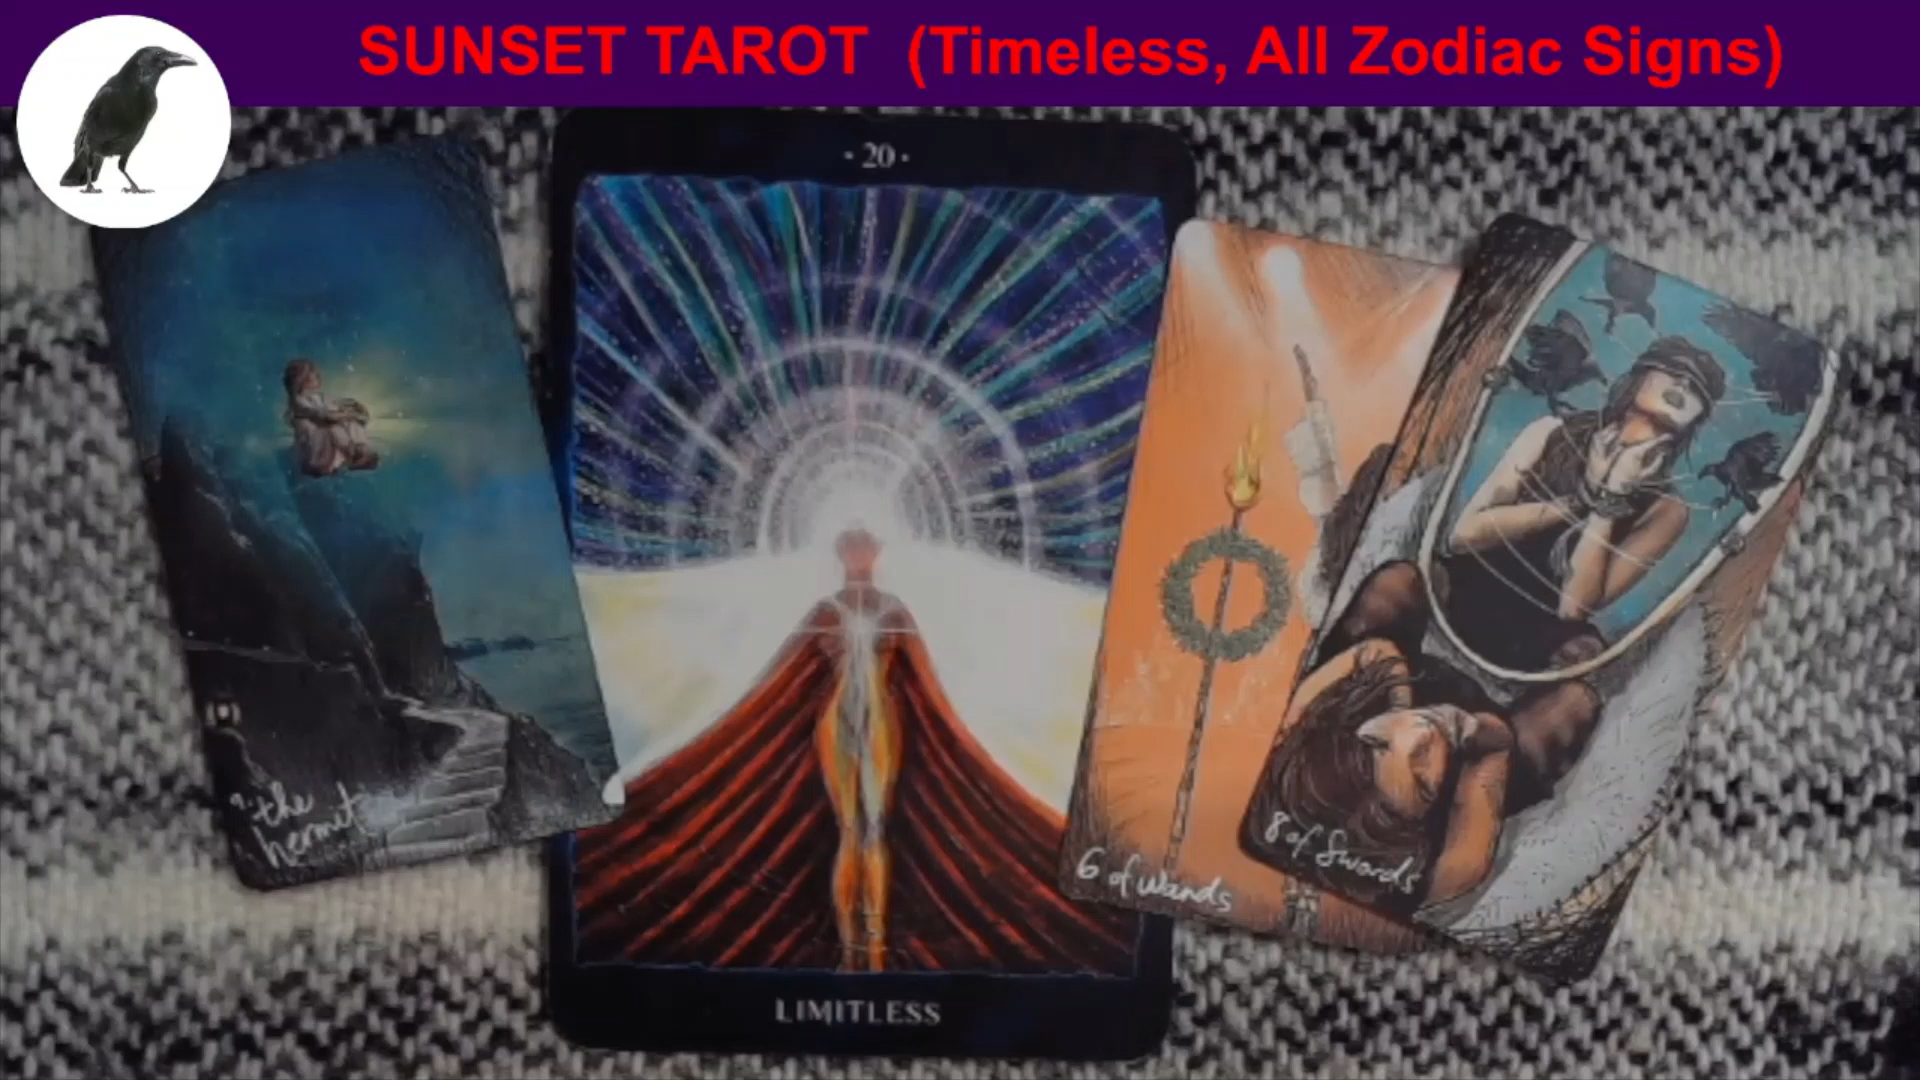 SUNSET TAROT (Timeless, All Zodiac Signs)
·20·
9. the
hermit
LIMITLESS
6 of Wands
8 of Swords